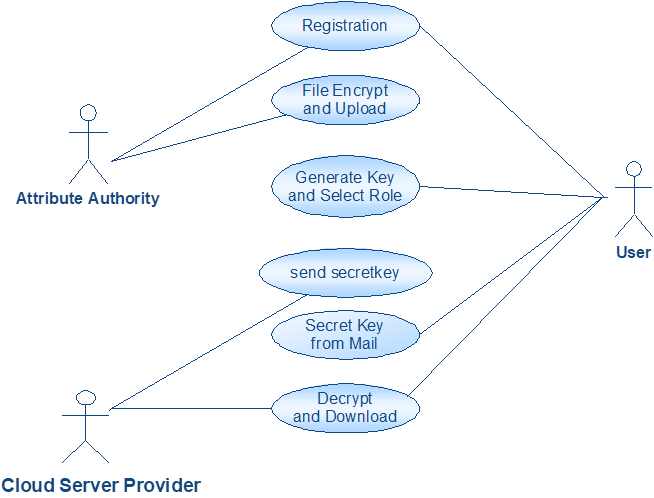 Registration
File Encrypt
and Upload
Attribute Authority
Generate Key
and Select Role
User
send secretkey
Secret Key
from Mail
Decrypt
and Download
Cloud Server Provider